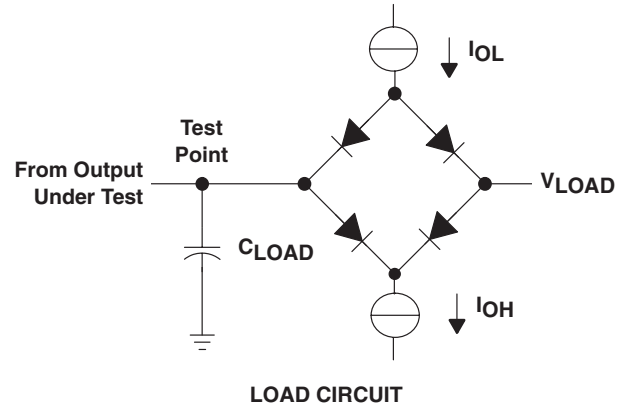 IOL
Test
Point
From Output
Under Test
VLOAD
CLOAD
IOH
LOAD CIRCUIT